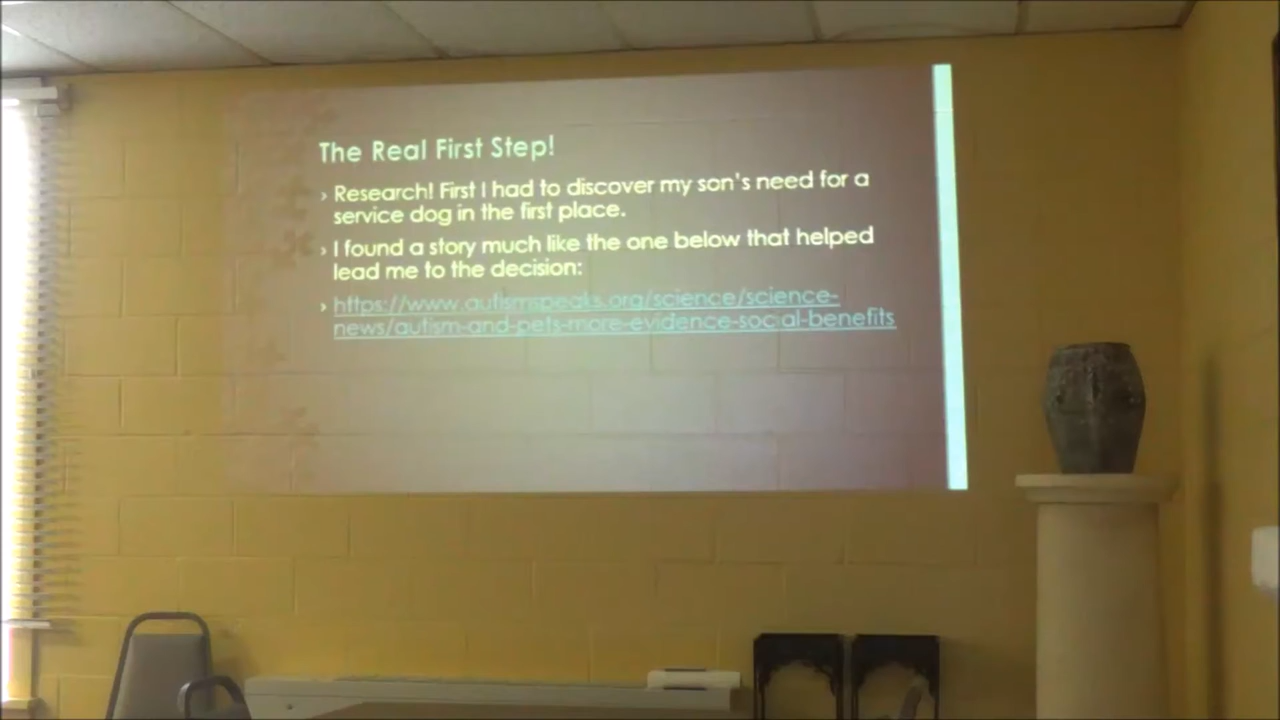 The Real First Step!
› Research! First I had to discover my son's need for a
service dog in the first place.
› I found a story much like the one below that helped
lead me to the decision:
› https://www.autismspeaks.org/science/science-
news/autism-and-pets-more-evidence-social-benefits